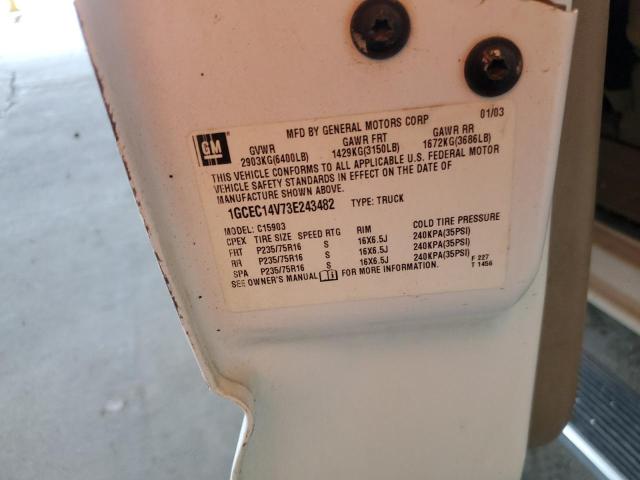 GM
MFD BY GENERAL MOTORS CORP 01/03
GVWR GAWR FRT GAWR RR
2903KG(6400LB) 1429KG(3150LB) 1672KG(3686LB)
THIS VEHICLE CONFORMS TO ALL APPLICABLE U.S. FEDERAL MOTOR
VEHICLE SAFETY STANDARDS IN EFFECT ON THE DATE OF
MANUFACTURE SHOWN ABOVE.
1GCEC14V73E243482 TYPE: TRUCK
MODEL: C15903
CPEX TIRE SIZE SPEED RTG RIM COLD TIRE PRESSURE
FRT P235/75R16 S 16X6.5J 240KPA(35PSI)
RR P235/75R16 S 16X6.5J 240KPA(35PSI)
SPA P235/75R16 S 16X6.5J 240KPA(35PSI)
SEE OWNER'S MANUAL FOR MORE INFORMATION.
F 227
T 1456